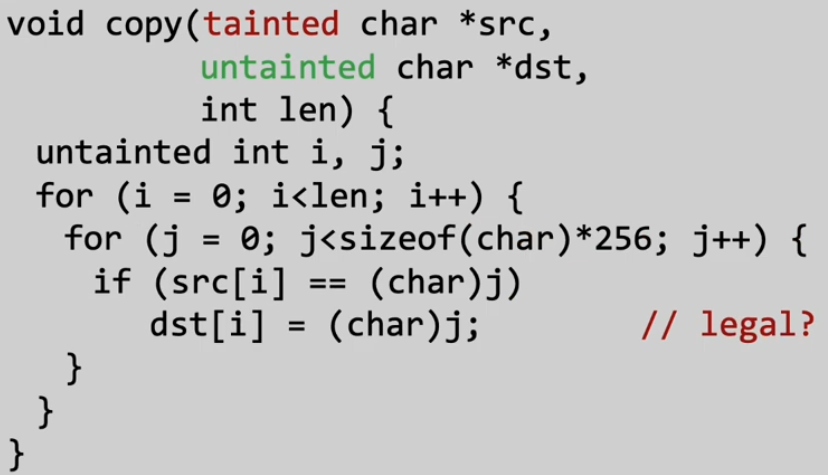 void copy(tainted char *src,
untainted char *dst,
int len) {
untainted int i, j;
for (i = 0; i<len; i++) {
for (j = 0; j<sizeof(char)*256; j++) {
if (src[i] == (char)j)
dst[i] = (char)j; // legal?
}
}
}